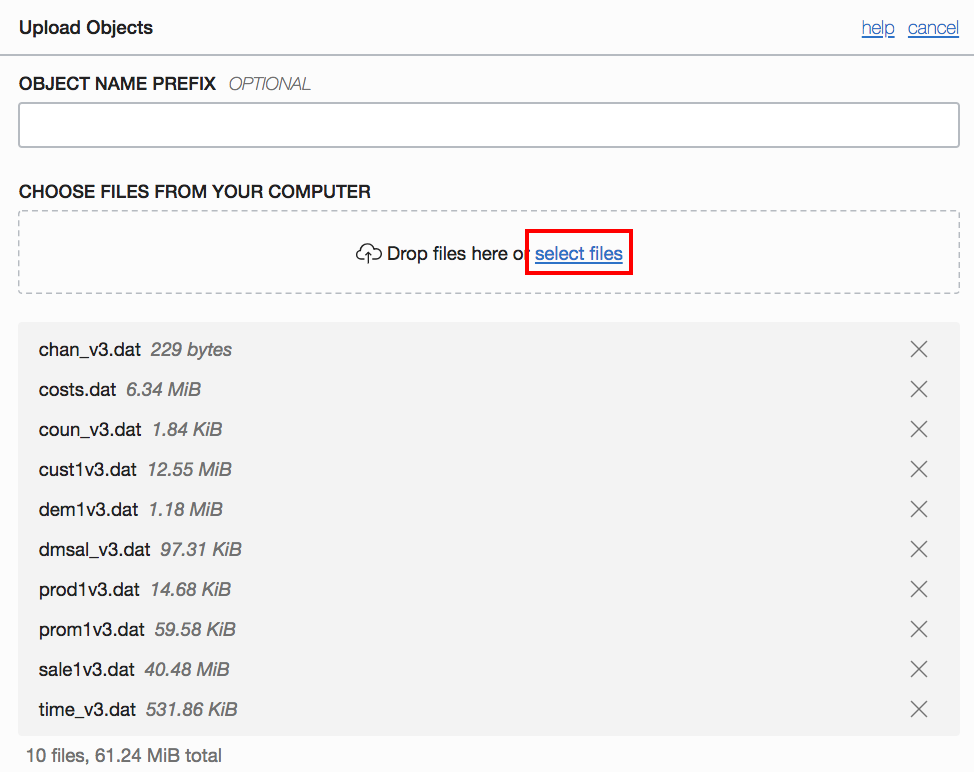 Upload Objects help cancel
OBJECT NAME PREFIX OPTIONAL
CHOOSE FILES FROM YOUR COMPUTER
Drop files here or select files
chan_v3.dat 229 bytes
costs.dat 6.34 MiB
coun_v3.dat 1.84 KiB
cust1v3.dat 12.55 MiB
dem1v3.dat 1.18 MiB
dmsal_v3.dat 97.31 KiB
prod1v3.dat 14.68 KiB
prom1v3.dat 59.58 KiB
sale1v3.dat 40.48 MiB
time_v3.dat 531.86 KiB
10 files, 61.24 MiB total